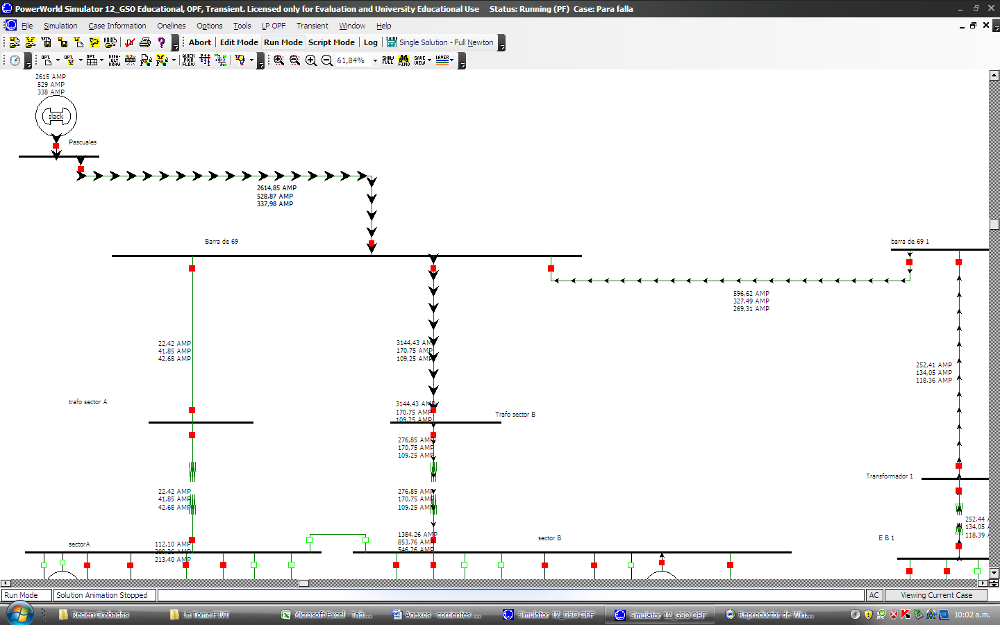 PowerWorld Simulator 12_GSO Educational, OPF, Transient. Licensed only for Evaluation and University Educational Use Status: Running (PF) Case: Para falla
File Simulation Case Information Onelines Options Tools LP OPF Transient Window Help
Abort Edit Mode Run Mode Script Mode Log Single Solution - Full Newton
61,84%
2615 AMP
529 AMP
338 AMP
slack
Pascuales
2614,85 AMP
528,87 AMP
337,98 AMP
Barra de 69
barra de 69 1
596,62 AMP
327,49 AMP
269,31 AMP
22,42 AMP
41,85 AMP
42,68 AMP
3144,43 AM
170,75 AMP
109,25 AMP
252,41 AMP
134,05 AMP
118,36 AMP
trafo sector A
3144,43 AMP
170,75 AMP
109,25 AMP
Trafo sector B
276,85 AMP
170,75 AMP
109,25 AMP
Transformador 1
22,42 AMP
41,85 AMP
42,68 AMP
276,85 AMP
170,75 AMP
109,25 AMP
252,44
134,05
118,39
sectorA
112,10 AMP
213,40 AMP
1384,26 AMP
853,76 AMP
546,26 AMP
sector B
E B 1
Run Mode Solution Animation Stopped AC Viewing Current Case
Recien Grabadas La Toma FJVT Microsoft Excel - Tab... Anexos - corrientes ... Simulator 12_GSO OPF Simulator 12_GSO OPF Reproductor de Win... 10:02 a.m.